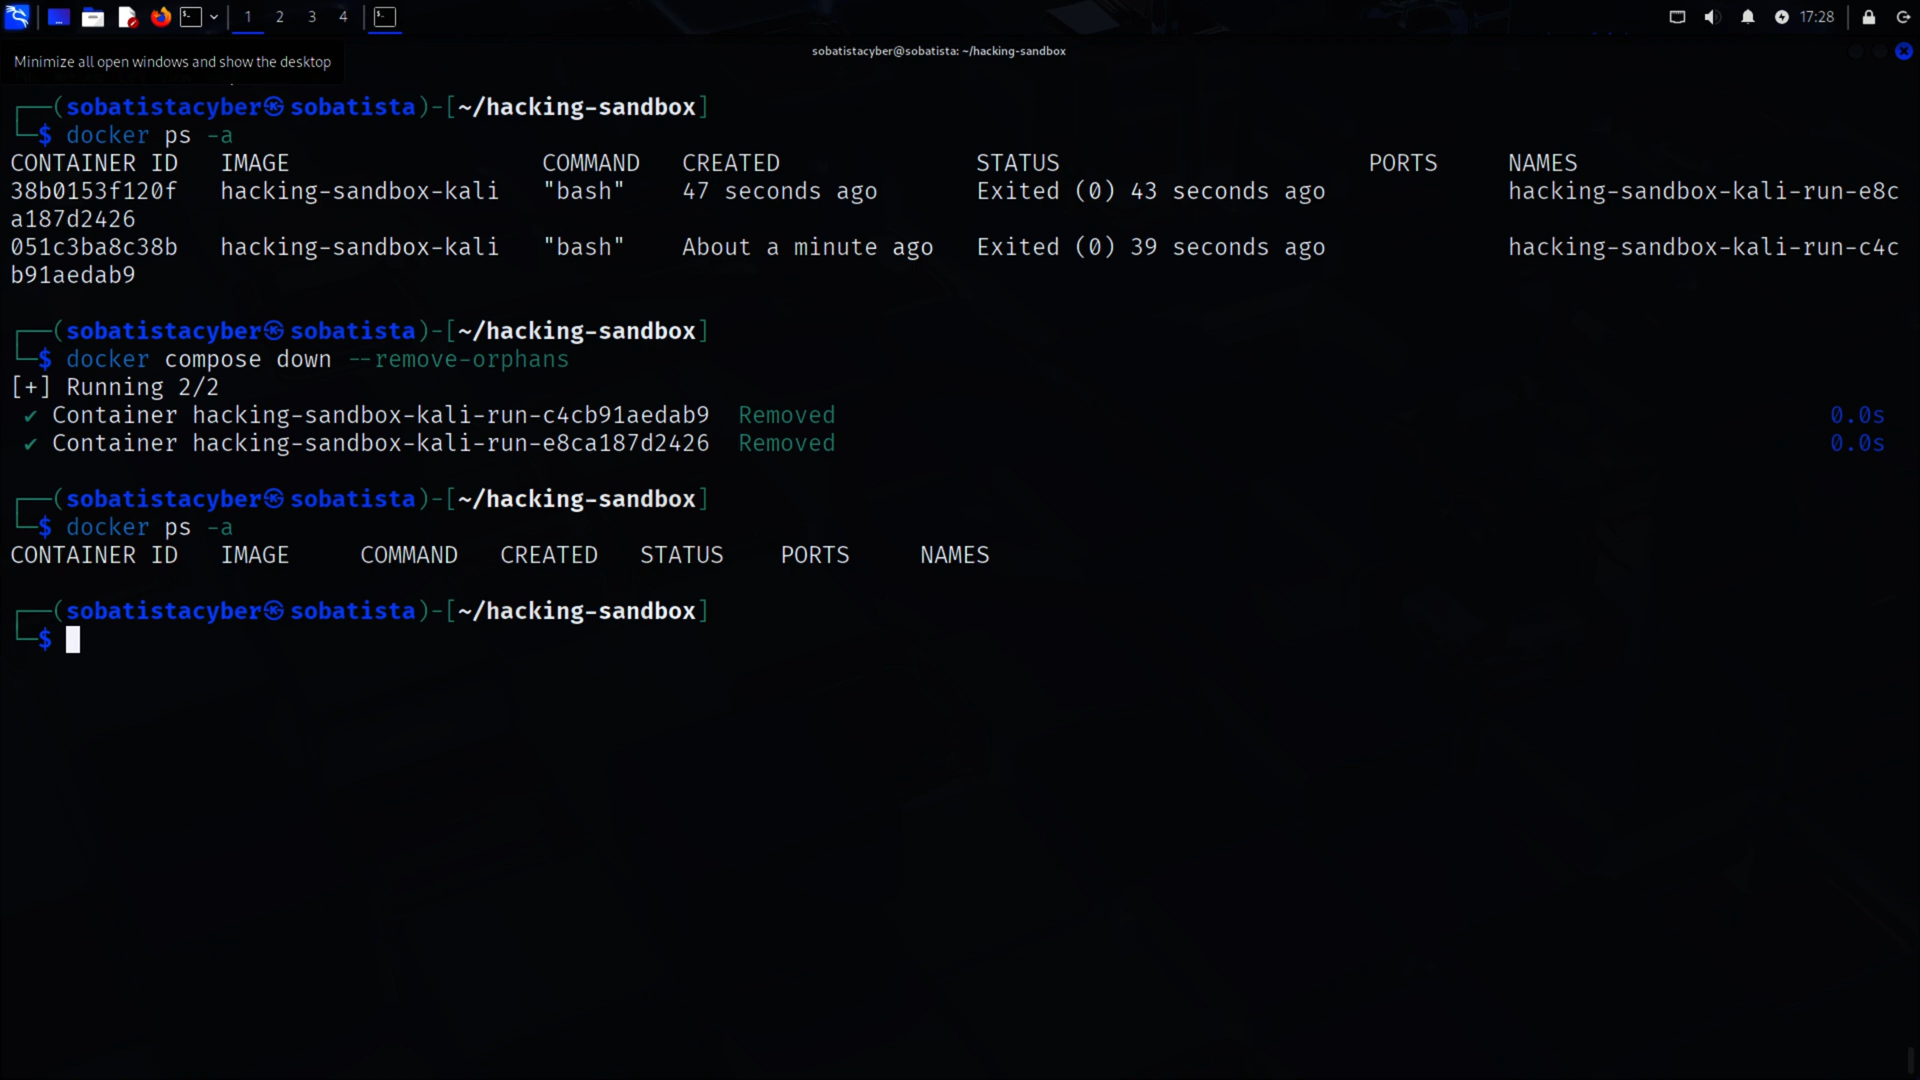 1 2 3 4 17:28
sobatistacyber@sobatista: ~/hacking-sandbox
Minimize all open windows and show the desktop
┌──(sobatistacyber㉿sobatista)-[~/hacking-sandbox]
└─$ docker ps -a
CONTAINER ID   IMAGE                  COMMAND   CREATED              STATUS                      PORTS     NAMES
38b0153f120f   hacking-sandbox-kali   "bash"    47 seconds ago       Exited (0) 43 seconds ago             hacking-sandbox-kali-run-e8c
a187d2426
051c3ba8c38b   hacking-sandbox-kali   "bash"    About a minute ago   Exited (0) 39 seconds ago             hacking-sandbox-kali-run-c4c
b91aedab9
┌──(sobatistacyber㉿sobatista)-[~/hacking-sandbox]
└─$ docker compose down --remove-orphans
[+] Running 2/2
✔ Container hacking-sandbox-kali-run-c4cb91aedab9  Removed 0.0s
✔ Container hacking-sandbox-kali-run-e8ca187d2426  Removed 0.0s
┌──(sobatistacyber㉿sobatista)-[~/hacking-sandbox]
└─$ docker ps -a
CONTAINER ID   IMAGE     COMMAND   CREATED   STATUS    PORTS     NAMES
┌──(sobatistacyber㉿sobatista)-[~/hacking-sandbox]
└─$